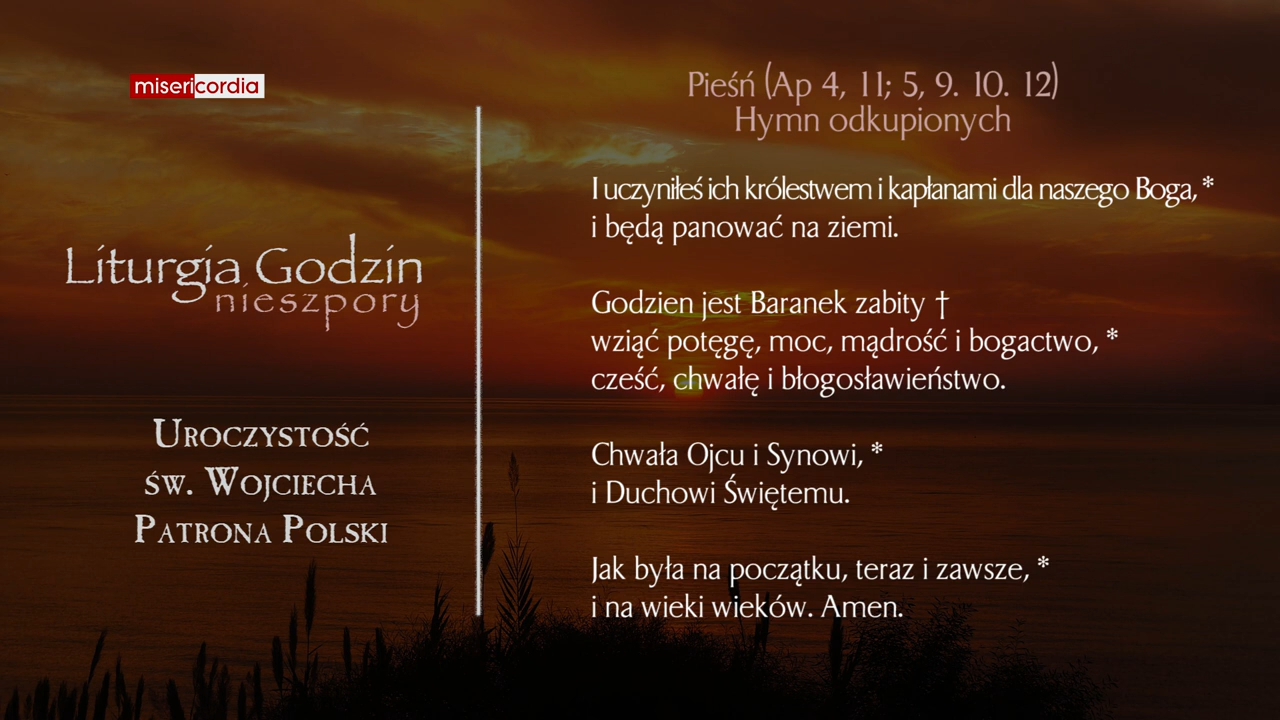 misericordia
Liturgia Godzin
nieszpory
Uroczystość
św. Wojciecha
Patrona Polski
Pieśń (Ap 4, 11; 5, 9. 10. 12)
Hymn odkupionych
I uczyniłeś ich królestwem i kapłanami dla naszego Boga, *
i będą panować na ziemi.
Godzien jest Baranek zabity †
wziąć potęgę, moc, mądrość i bogactwo, *
cześć, chwałę i błogosławieństwo.
Chwała Ojcu i Synowi, *
i Duchowi Świętemu.
Jak była na początku, teraz i zawsze, *
i na wieki wieków. Amen.